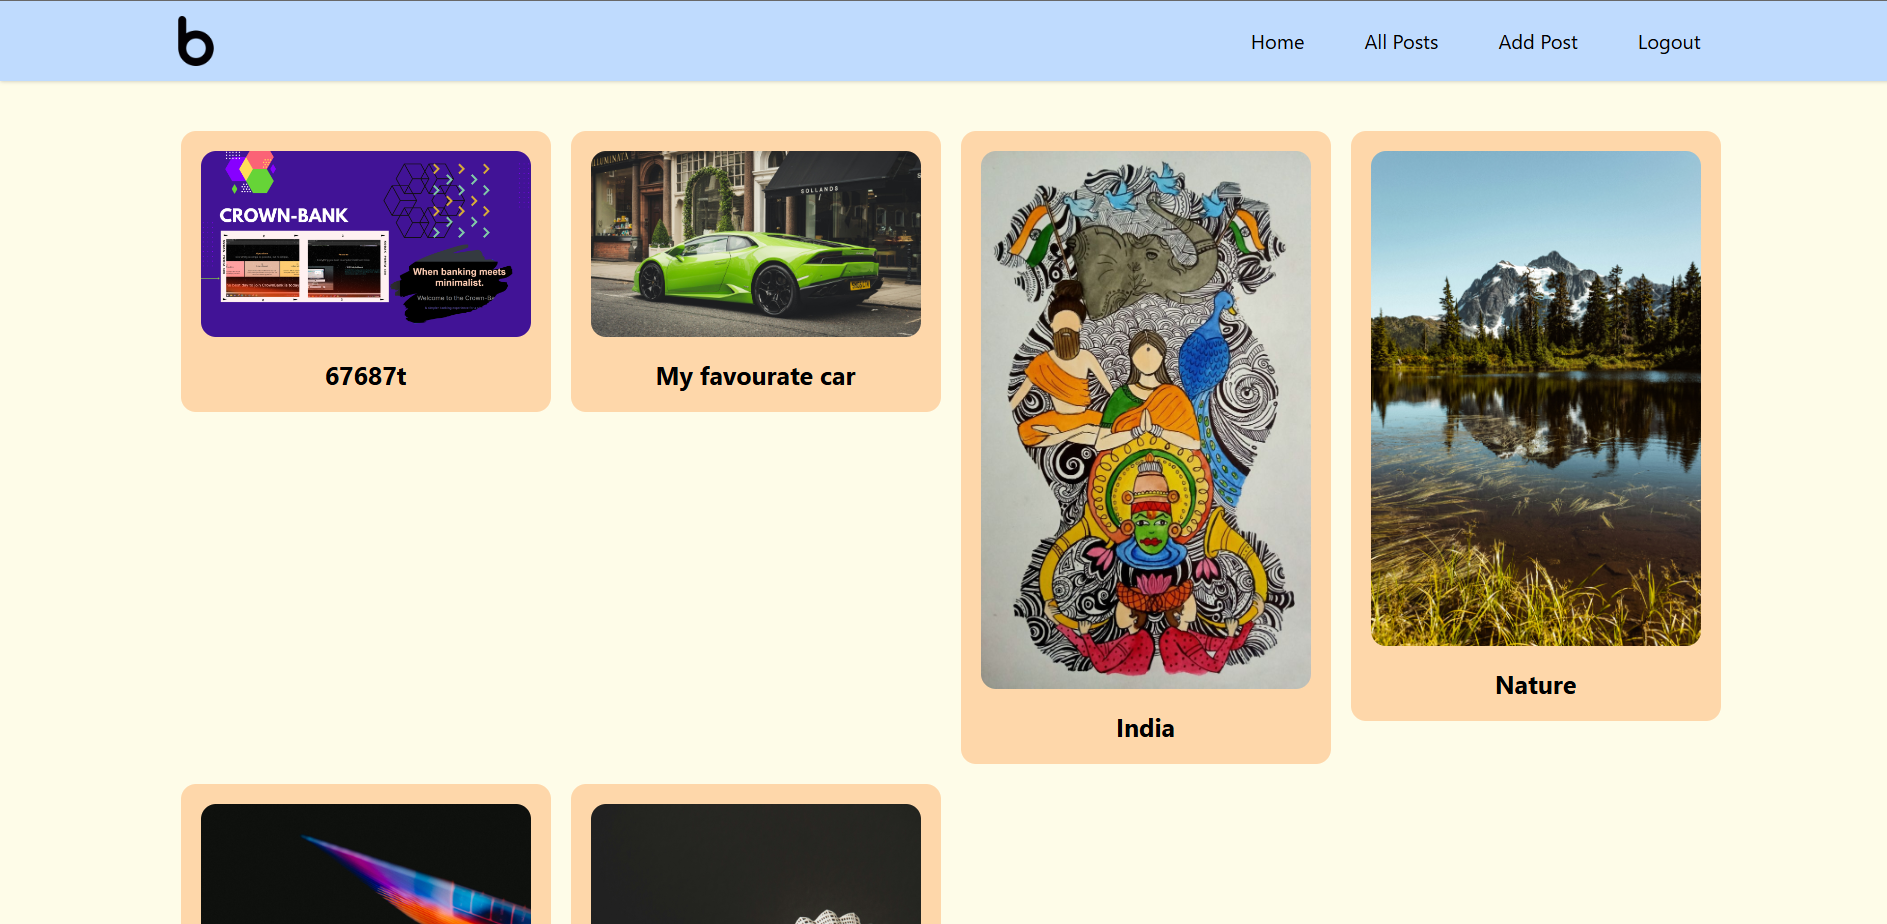 b
Home
All Posts
Add Post
Logout
CROWN-BANK
When banking meets
minimalist.
Welcome to the Crown-Ba
67687t
SOLLANDS
My favourate car
India
Nature